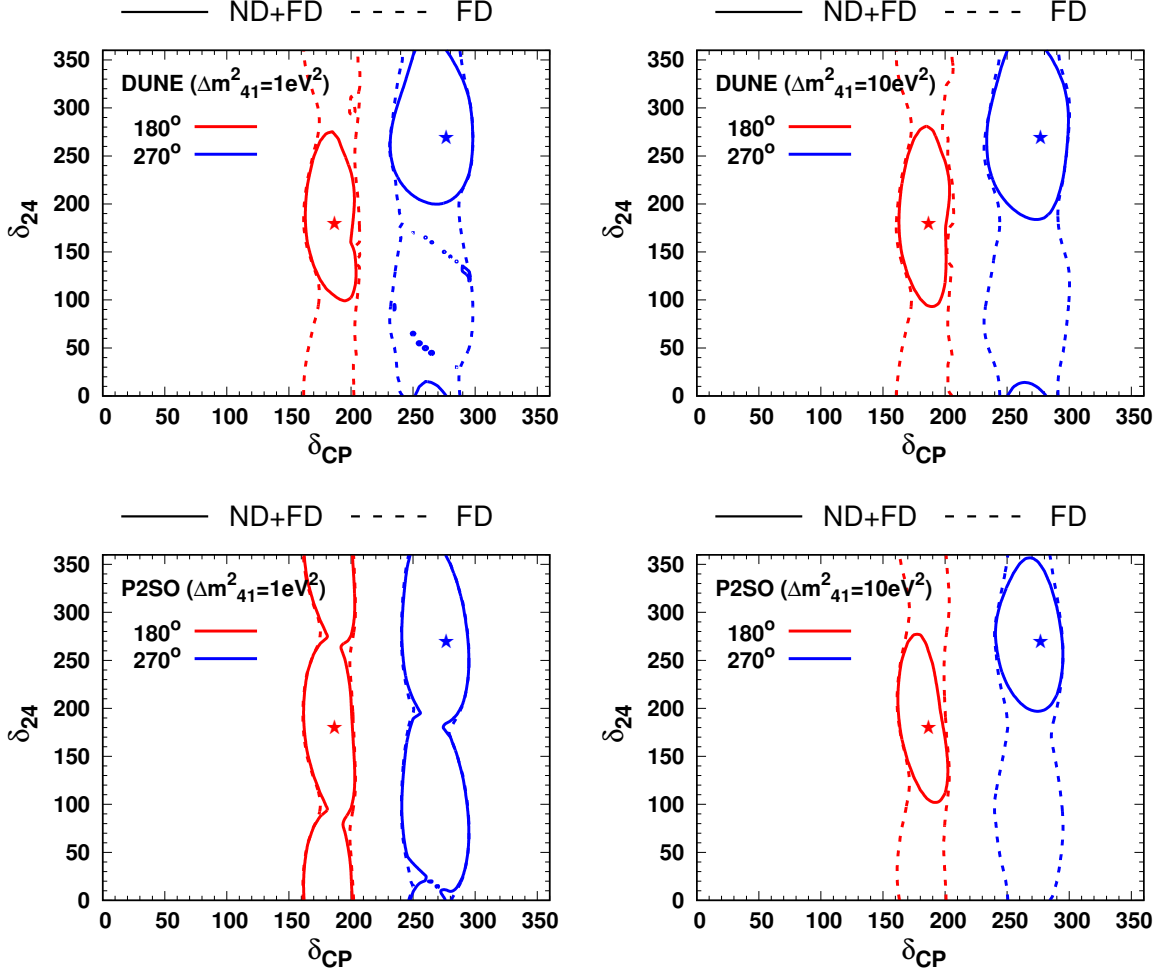 ND+FD FD
DUNE (Δm²₄₁=1eV²)
180°
270°
360
300
250
200
150
100
50
0
δ₂₄
0 50 100 150 200 250 300 350
δCP
ND+FD FD
DUNE (Δm²₄₁=10eV²)
180°
270°
350
300
250
200
150
100
50
0
δ₂₄
0 50 100 150 200 250 300 350
δCP
ND+FD FD
P2SO (Δm²₄₁=1eV²)
180°
270°
350
300
250
200
150
100
50
0
δ₂₄
0 50 100 150 200 250 300 350
δCP
ND+FD FD
P2SO (Δm²₄₁=10eV²)
180°
270°
350
300
250
200
150
100
50
0
δ₂₄
0 50 100 150 200 250 300 350
δCP